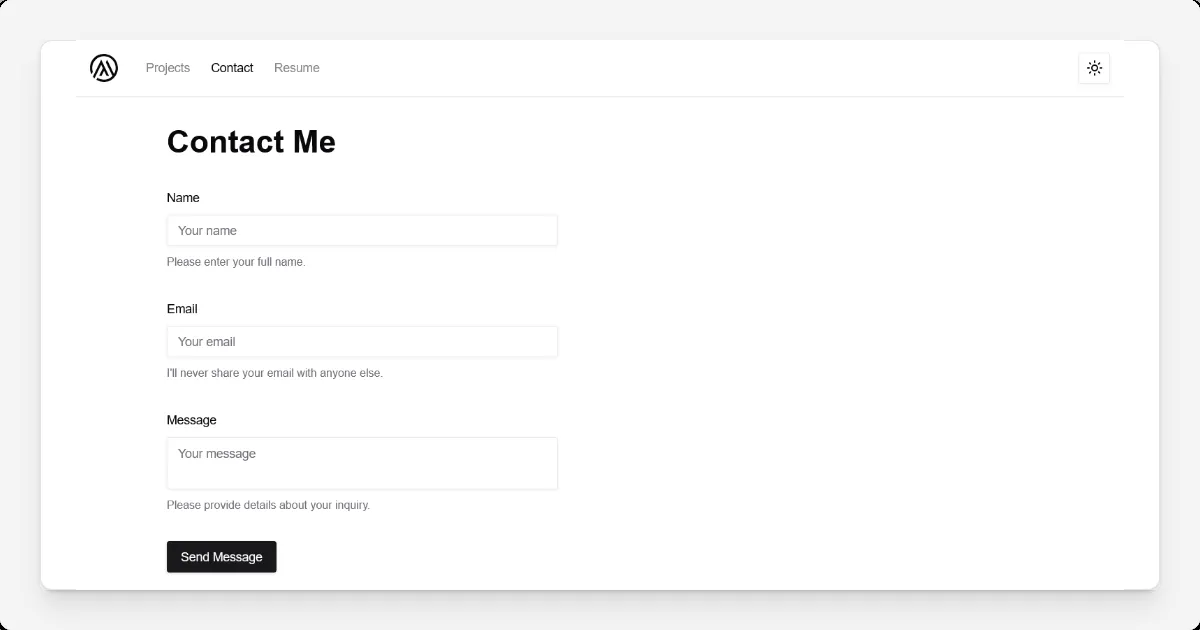 Projects Contact Resume
Contact Me
Name
Your name
Please enter your full name.
Email
Your email
I'll never share your email with anyone else.
Message
Your message
Please provide details about your inquiry.
Send Message